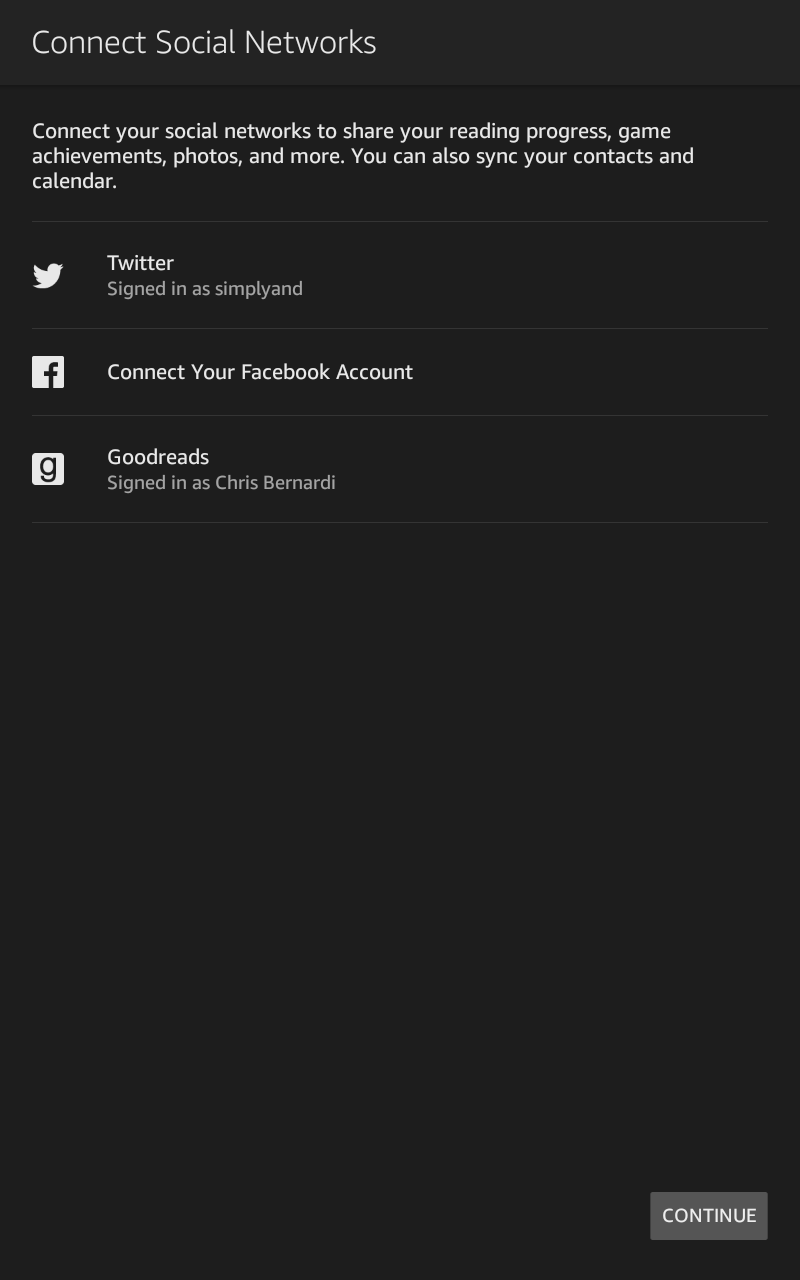 Connect Social Networks
Connect your social networks to share your reading progress, game
achievements, photos, and more. You can also sync your contacts and
calendar.
Twitter
Signed in as simplyand
Connect Your Facebook Account
Goodreads
Signed in as Chris Bernardi
CONTINUE